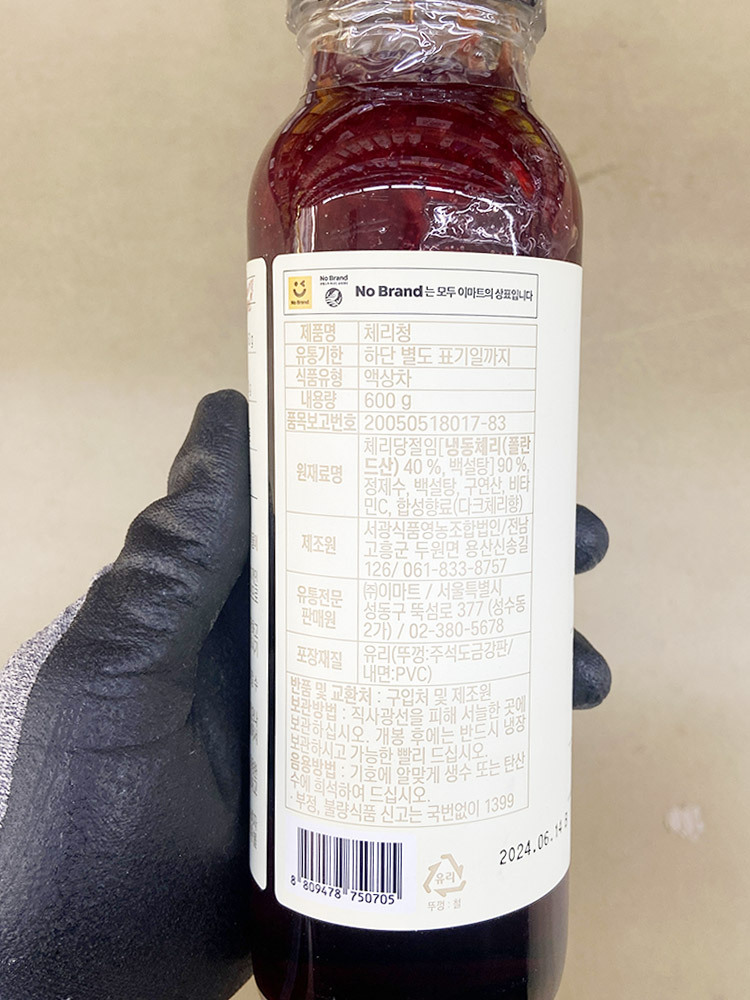 No Brand
No Brand
No Brand는 모두 이마트의 상표입니다
제품명 체리청
유통기한 하단 별도 표기일까지
식품유형 액상차
내용량 600 g
품목보고번호 20050518017-83
원재료명 체리당절임[냉동체리(폴란
드산) 40 %, 백설탕] 90 %,
정제수, 백설탕, 구연산, 비타
민C, 합성향료(다크체리향)
제조원 서광식품영농조합법인/전남
고흥군 두원면 용산신송길
126/ 061-833-8757
유통전문
판매원 ㈜이마트 / 서울특별시
성동구 뚝섬로 377 (성수동
2가) / 02-380-5678
포장재질 유리(뚜껑:주석도금강판/
내면:PVC)
반품 및 교환처 : 구입처 및 제조원
보관방법 : 직사광선을 피해 서늘한 곳에
보관하십시오. 개봉 후에는 반드시 냉장
보관하시고 가능한 빨리 드십시오.
음용방법 : 기호에 알맞게 생수 또는 탄산
수에 희석하여 드십시오.
· 부정, 불량식품 신고는 국번없이 1399
8 809478 750705
유리
뚜껑 : 철
2024.06.14